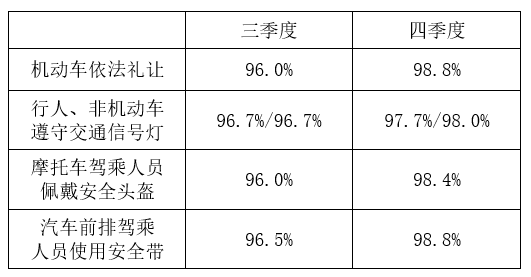 三季度 四季度
机动车依法礼让 96.0% 98.8%
行人、非机动车
遵守交通信号灯 96.7%/96.7% 97.7%/98.0%
摩托车驾乘人员
佩戴安全头盔 96.0% 98.4%
汽车前排驾乘
人员使用安全带 96.5% 98.8%